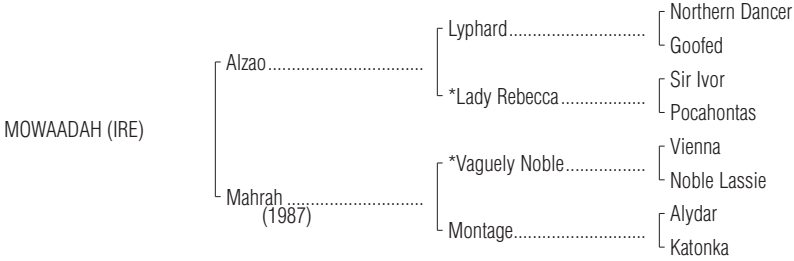 Northern Dancer
Lyphard..............................
Goofed
Alzao..................................
Sir Ivor
*Lady Rebecca...................
Pocahontas
MOWAADAH (IRE)
Vienna
*Vaguely Noble..................
Noble Lassie
Mahrah ..............................
(1987)
Alydar
Montage.............................
Katonka